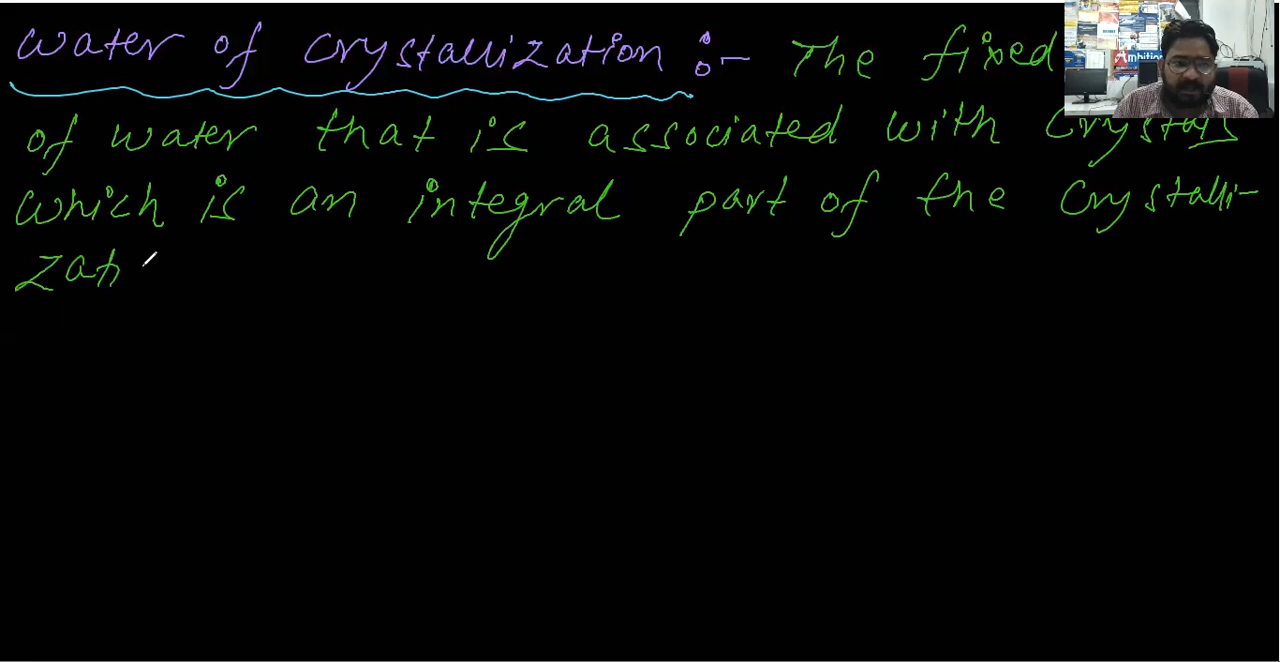 Water of Crystallization :- The fixed
of water that is associated with Crystals
which is an integral part of the Crystalli-
zati
Ambition